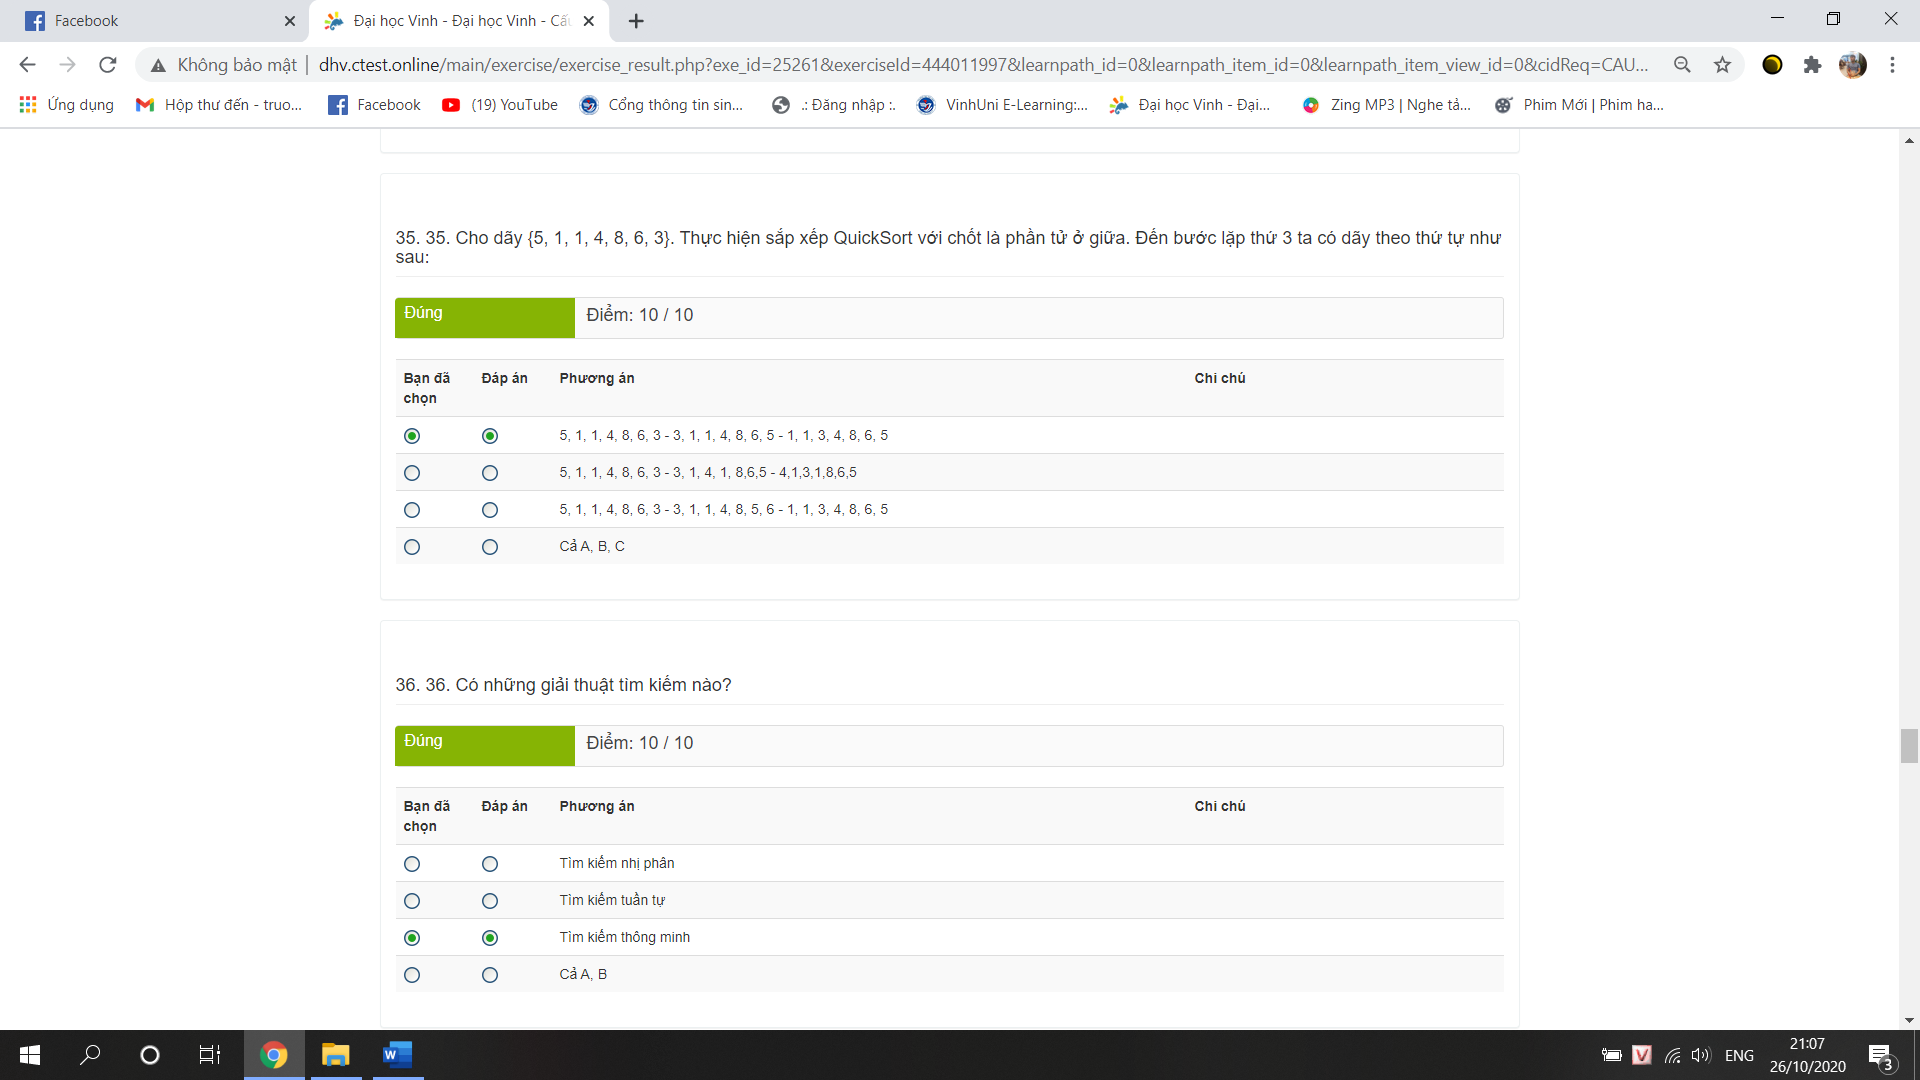 Facebook
Đại học Vinh - Đại học Vinh - Cấu
Không bảo mật
dhv.ctest.online/main/exercise/exercise_result.php?exe_id=25261&exerciseId=444011997&learnpath_id=0&learnpath_item_id=0&learnpath_item_view_id=0&cidReq=CAU...
Ứng dụng
Hộp thư đến - truo...
Facebook
(19) YouTube
Cổng thông tin sin...
.: Đăng nhập :.
VinhUni E-Learning:...
Đại học Vinh - Đại...
Zing MP3 | Nghe tả...
Phim Mới | Phim ha...
35. 35. Cho dãy {5, 1, 1, 4, 8, 6, 3}. Thực hiện sắp xếp QuickSort với chốt là phần tử ở giữa. Đến bước lặp thứ 3 ta có dãy theo thứ tự như
sau:
Đúng
Điểm: 10 / 10
Bạn đã chọn
Đáp án
Phương án
Chi chú
5, 1, 1, 4, 8, 6, 3 - 3, 1, 1, 4, 8, 6, 5 - 1, 1, 3, 4, 8, 6, 5
5, 1, 1, 4, 8, 6, 3 - 3, 1, 4, 1, 8,6,5 - 4,1,3,1,8,6,5
5, 1, 1, 4, 8, 6, 3 - 3, 1, 1, 4, 8, 5, 6 - 1, 1, 3, 4, 8, 6, 5
Cả A, B, C
36. 36. Có những giải thuật tìm kiếm nào?
Đúng
Điểm: 10 / 10
Bạn đã chọn
Đáp án
Phương án
Chi chú
Tìm kiếm nhị phân
Tìm kiếm tuần tự
Tìm kiếm thông minh
Cả A, B
W
V
ENG
21:07
26/10/2020
3